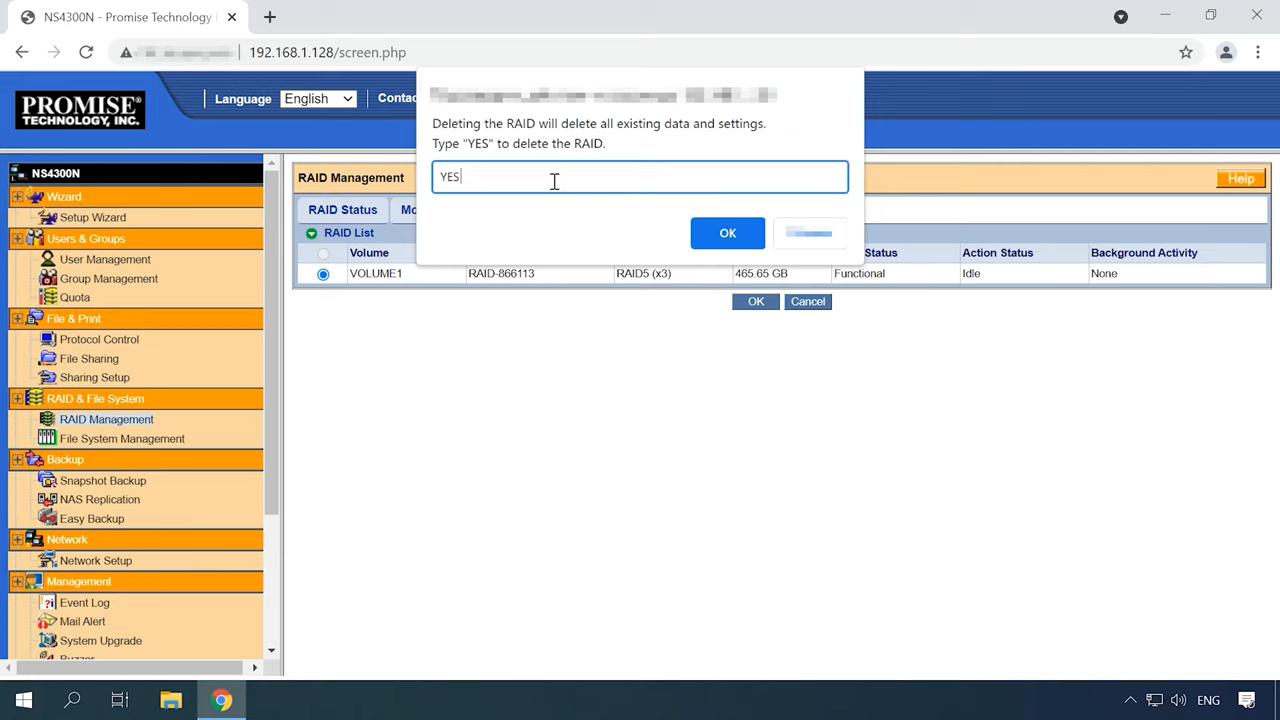 NS4300N - Promise Technology
192.168.1.128/screen.php
PROMISE®
TECHNOLOGY, INC.
Language English
Deleting the RAID will delete all existing data and settings.
Type "YES" to delete the RAID.
YES
OK
NS4300N
Wizard
Setup Wizard
Users & Groups
User Management
Group Management
Quota
File & Print
Protocol Control
File Sharing
Sharing Setup
RAID & File System
RAID Management
File System Management
Backup
Snapshot Backup
NAS Replication
Easy Backup
Network
Network Setup
Management
Event Log
Mail Alert
System Upgrade
RAID Management Help
RAID Status
RAID List
Volume Status Action Status Background Activity
VOLUME1 RAID-866113 RAID5 (x3) 465.65 GB Functional Idle None
OK Cancel
ENG